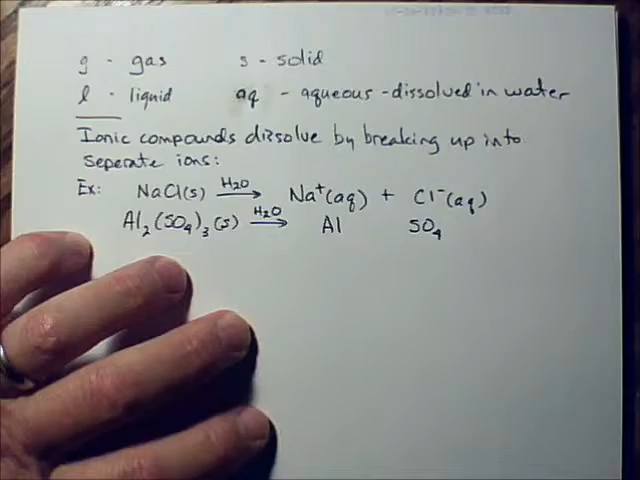 g - gas s - solid
l - liquid aq - aqueous - dissolved in water
Ionic compounds dissolve by breaking up into
seperate ions:
Ex: NaCl(s) H₂O→ Na⁺(aq) + Cl⁻(aq)
Al₂(SO₄)₃(s) H₂O→ Al SO₄